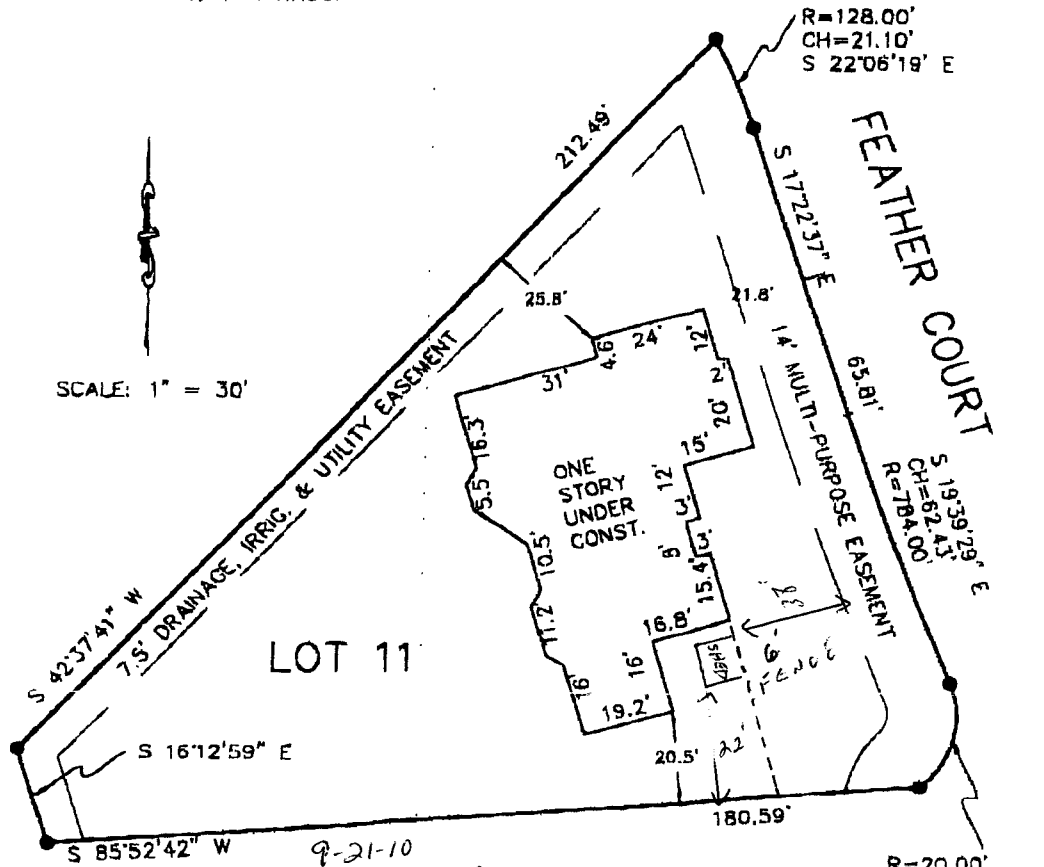 R=128.00'
CH=21.10'
S 22°06'19" E
212.49'
FEATHER COURT
S 17°22'37" E
25.8'
21.8'
24'
12'
4.6'
31'
2'
14' MULTI-PURPOSE EASEMENT
65.81'
SCALE: 1" = 30'
20'
15'
16.3'
12'
ONE
STORY
UNDER
CONST.
5.5'
3'
3'
S 19°39'29" E
CH=62.43'
R=784.00'
7.5' DRAINAGE, IRRIG. & UTILITY EASEMENT
10.5'
15.4'
11.2'
16.8'
S 42°37'41" W
LOT 11
16'
SHED
6'
FENCE
16'
19.2'
S 16°12'59" E
20.5'
22'
180.59'
S 85°52'42" W
9-21-10
R=20.00'